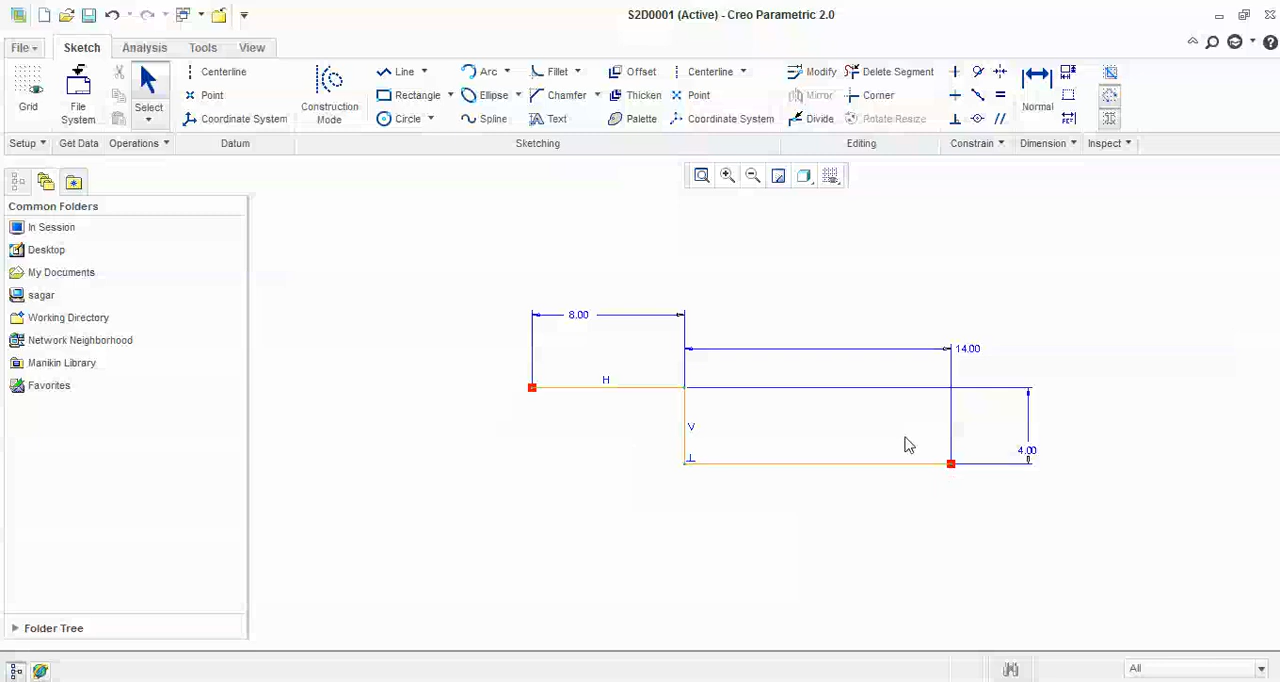 S2D0001 (Active) - Creo Parametric 2.0
File Sketch Analysis Tools View
Grid
File System
Select
Centerline
Point
Coordinate System
Construction Mode
Line Arc Fillet Offset Centerline
Rectangle Ellipse Chamfer Thicken Point
Circle Spline Text Palette Coordinate System
Modify Delete Segment
Mirror Corner
Divide Rotate Resize
Normal
Setup Get Data Operations Datum Sketching Editing Constrain Dimension Inspect
Common Folders
In Session
Desktop
My Documents
sagar
Working Directory
Network Neighborhood
Manikin Library
Favorites
8.00
14.00
H
V
4.00
Folder Tree
All